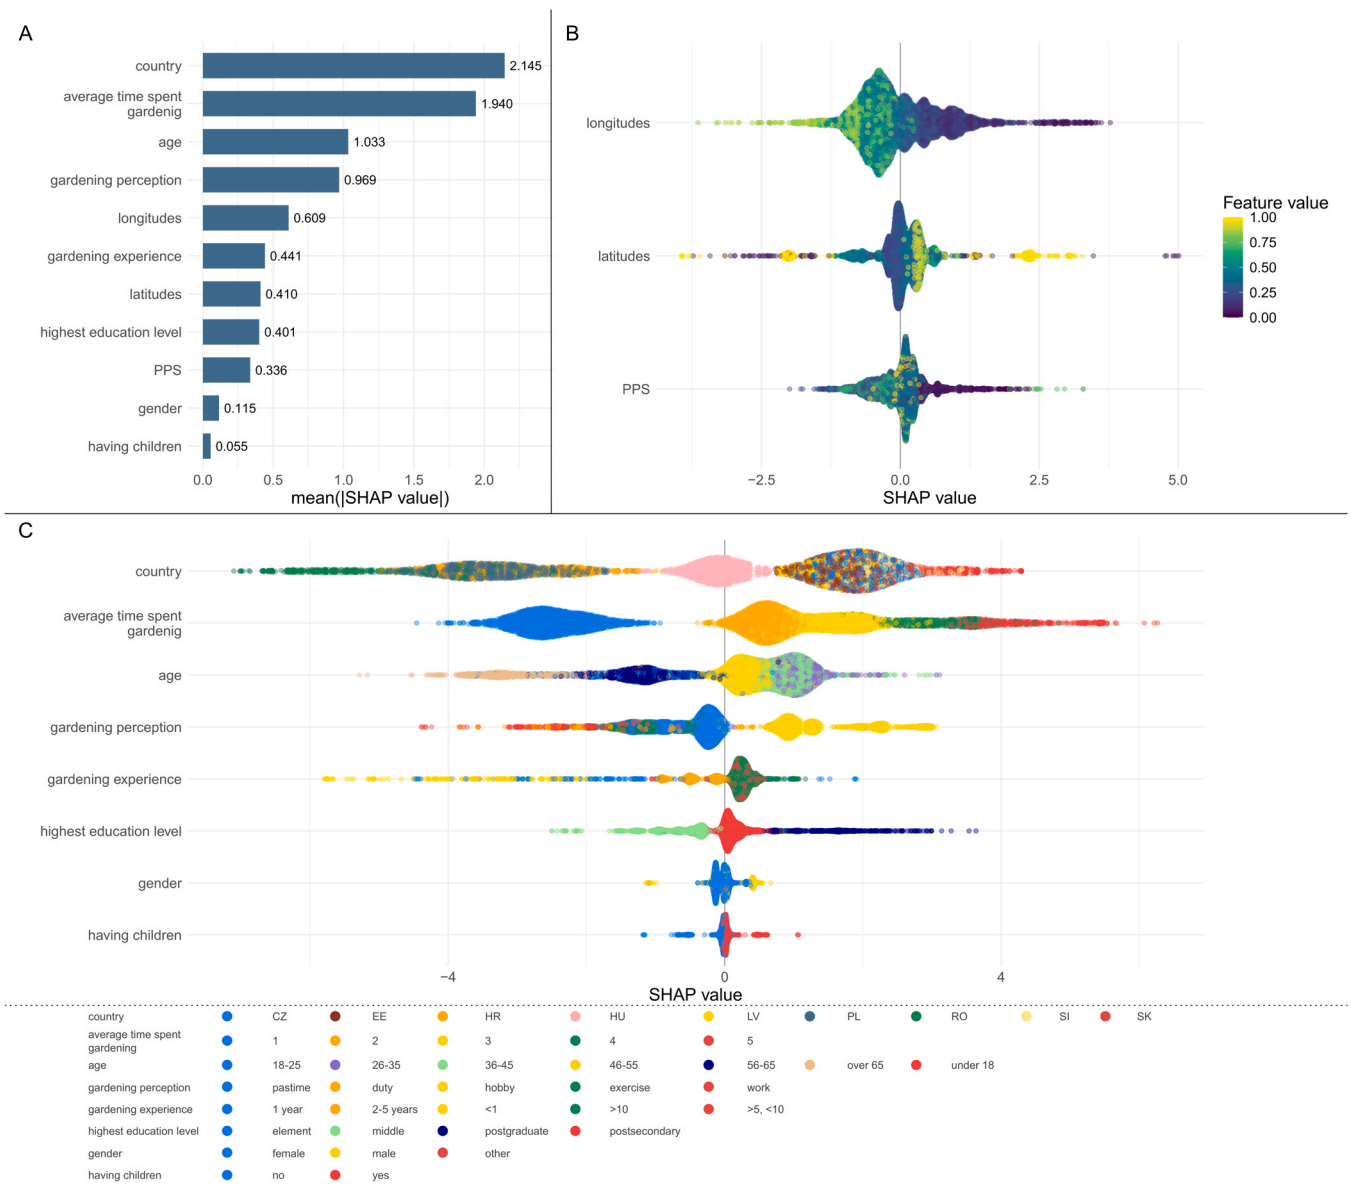 A
country
2.145
average time spent
gardenig
1.940
age
1.033
gardening perception
0.969
longitudes
0.609
gardening experience
0.441
latitudes
0.410
highest education level
0.401
PPS
0.336
gender
0.115
having children
0.055
0.0 0.5 1.0 1.5 2.0
mean(|SHAP value|)
B
longitudes
latitudes
PPS
−2.5 0.0 2.5 5.0
SHAP value
Feature value
1.00
0.75
0.50
0.25
0.00
C
country
average time spent
gardenig
age
gardening perception
gardening experience
highest education level
gender
having children
−4 0 4
SHAP value
country CZ EE HR HU LV PL RO SI SK
average time spent
gardening 1 2 3 4 5
age 18-25 26-35 36-45 46-55 56-65 over 65 under 18
gardening perception pastime duty hobby exercise work
gardening experience 1 year 2-5 years <1 >10 >5, <10
highest education level element middle postgraduate postsecondary
gender female male other
having children no yes